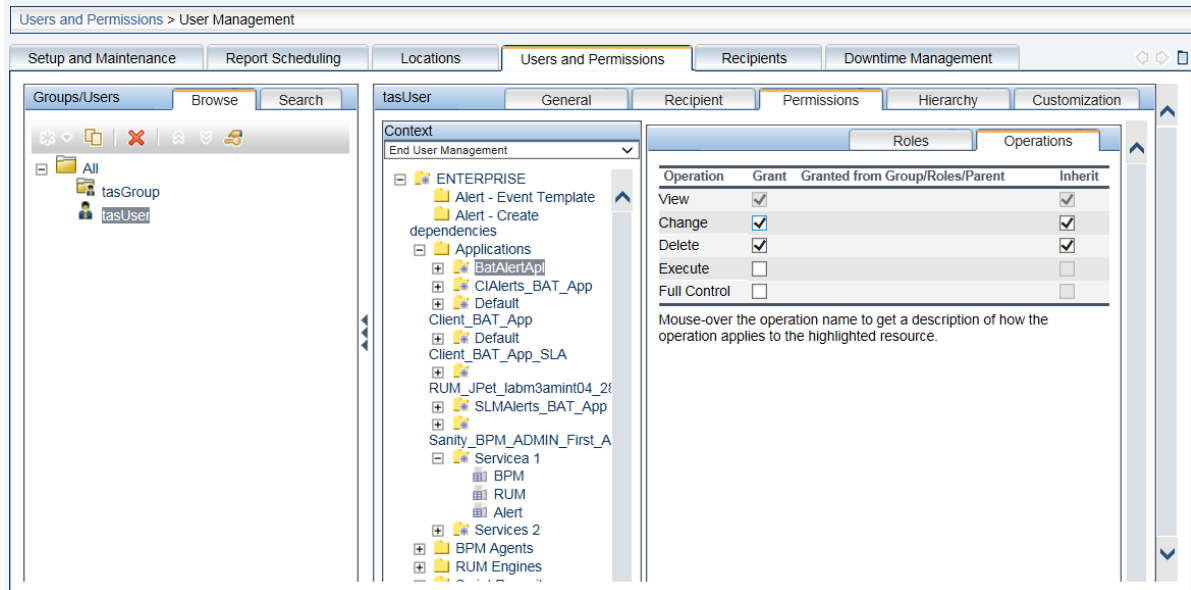 Users and Permissions > User Management
Setup and Maintenance Report Scheduling Locations Users and Permissions Recipients Downtime Management
Groups/Users Browse Search
All
tasGroup
tasUser
tasUser General Recipient Permissions Hierarchy Customization
Context
End User Management
ENTERPRISE
Alert - Event Template
Alert - Create
dependencies
Applications
BatAlertApl
CIAlerts_BAT_App
Default
Client_BAT_App
Default
Client_BAT_App_SLA
RUM_JPet_labm3amint04_28
SLMAlerts_BAT_App
Sanity_BPM_ADMIN_First_A
Servicea 1
BPM
RUM
Alert
Services 2
BPM Agents
RUM Engines
Roles Operations
Operation Grant Granted from Group/Roles/Parent Inherit
View
Change
Delete
Execute
Full Control
Mouse-over the operation name to get a description of how the
operation applies to the highlighted resource.